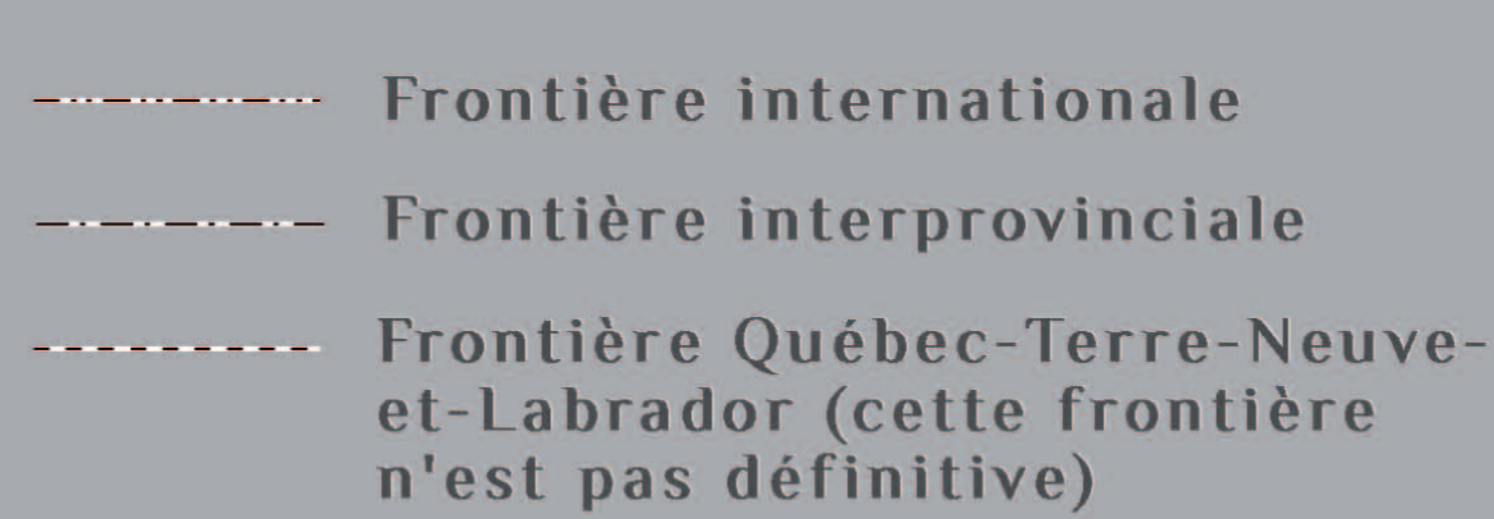 Frontière internationale
Frontière interprovinciale
Frontière Québec-Terre-Neuve-
et-Labrador (cette frontière
n'est pas définitive)